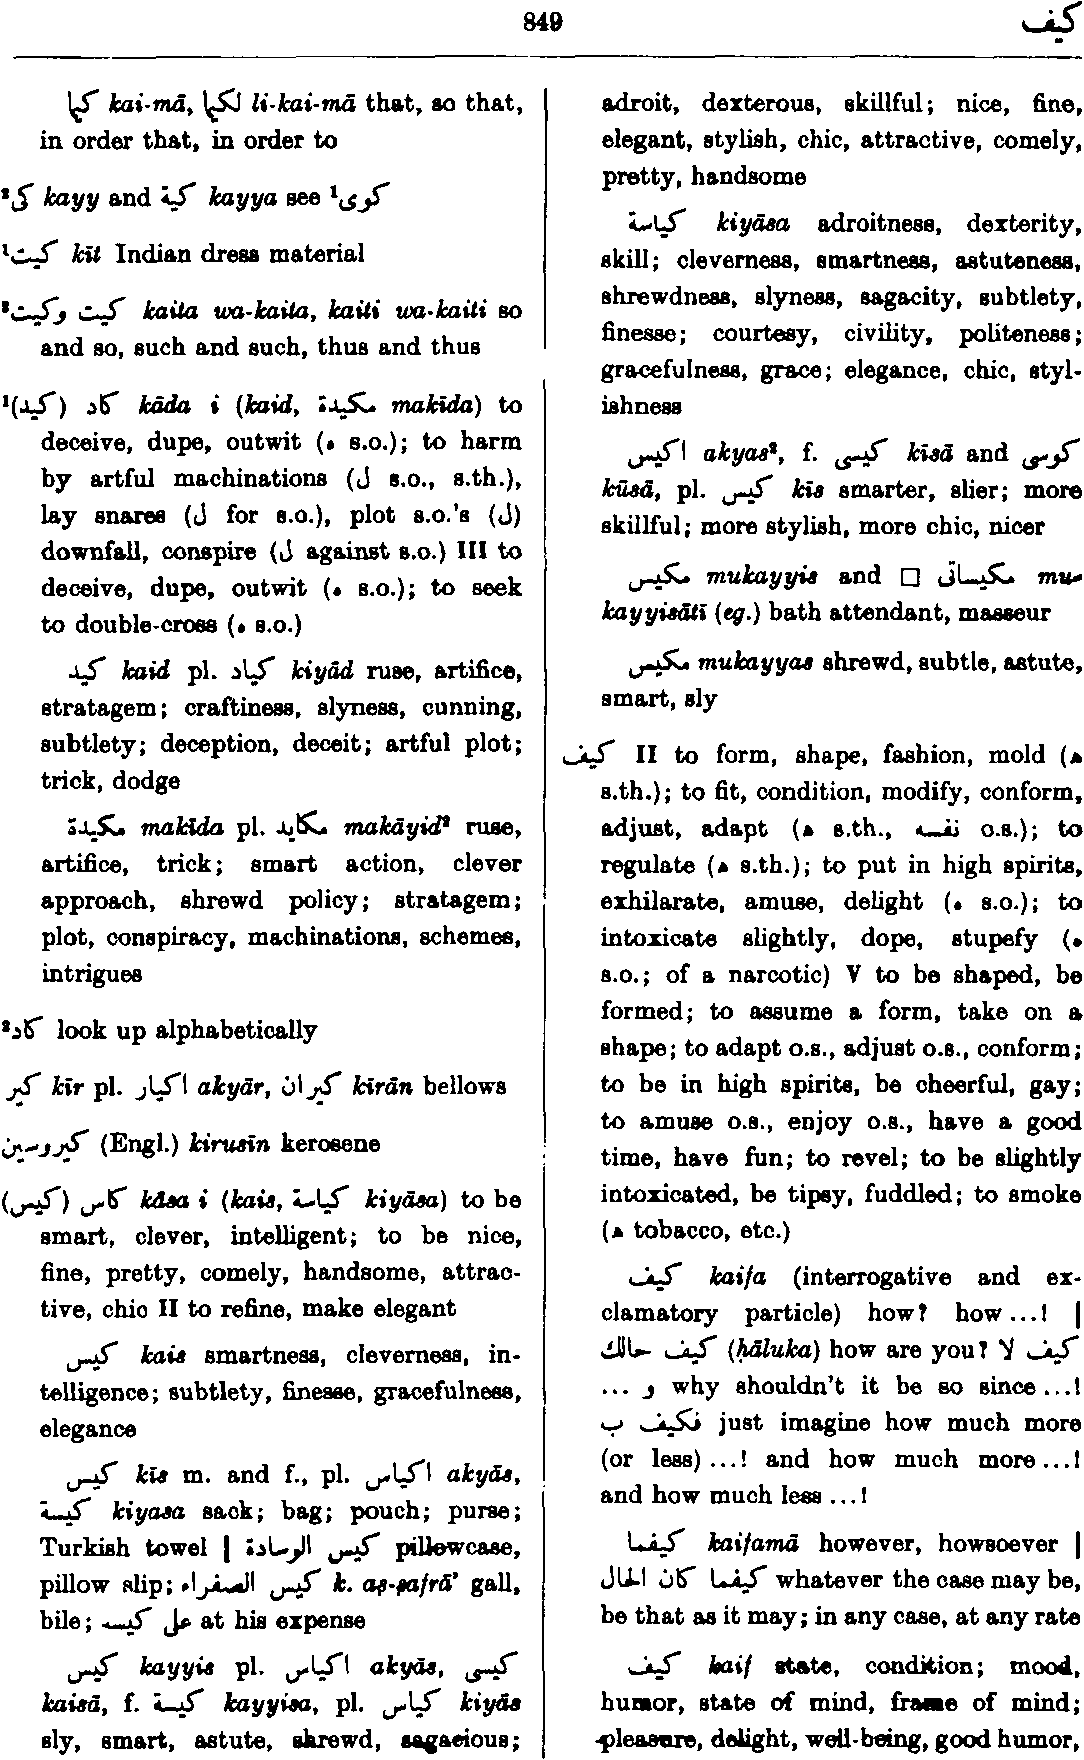 849
كيف
كيما kai-mā, لكيما li-kai-mā that, so that,
in order that, in order to
²كى kayy and كية kayya see ¹كوى
¹كيت kīt Indian dress material
²كيت وكيت kaita wa-kaita, kaiti wa-kaiti so
and so, such and such, thus and thus
¹(كيد) كاد kāda i (kaid, مكيدة makīda) to
deceive, dupe, outwit (ه s.o.); to harm
by artful machinations (ل s.o., s.th.),
lay snares (ل for s.o.), plot s.o.'s (ل)
downfall, conspire (ل against s.o.) III to
deceive, dupe, outwit (ه s.o.); to seek
to double-cross (ه s.o.)
كيد kaid pl. كياد kiyād ruse, artifice,
stratagem; craftiness, slyness, cunning,
subtlety; deception, deceit; artful plot;
trick, dodge
مكيدة makīda pl. مكايد makāyid² ruse,
artifice, trick; smart action, clever
approach, shrewd policy; stratagem;
plot, conspiracy, machinations, schemes,
intrigues
²كاد look up alphabetically
كير kīr pl. اكيار akyār, كيران kīrān bellows
كيروسين (Engl.) kirusīn kerosene
(كيس) كاس kāsa i (kais, كياسة kiyāsa) to be
smart, clever, intelligent; to be nice,
fine, pretty, comely, handsome, attrac-
tive, chic II to refine, make elegant
كيس kais smartness, cleverness, in-
telligence; subtlety, finesse, gracefulness,
elegance
كيس kīs m. and f., pl. اكياس akyās,
كيسة kiyasa sack; bag; pouch; purse;
Turkish towel | كيس الوسادة pillowcase,
pillow slip; كيس الصفراء k. aṣ-ṣafrā' gall,
bile; على كيسه at his expense
كيس kayyis pl. اكياس akyās, كيسى
kaisā, f. كيسة kayyisa, pl. كياس kiyās
sly, smart, astute, shrewd, sagacious;
adroit, dexterous, skillful; nice, fine,
elegant, stylish, chic, attractive, comely,
pretty, handsome
كياسة kiyāsa adroitness, dexterity,
skill; cleverness, smartness, astuteness,
shrewdness, slyness, sagacity, subtlety,
finesse; courtesy, civility, politeness;
gracefulness, grace; elegance, chic, styl-
ishness
اكيس akyas², f. كيسى kīsā and كوسى
kūsā, pl. كيس kīs smarter, slier; more
skillful; more stylish, more chic, nicer
مكيس mukayyis and □ مكيساتى mu-
kayyisātī (eg.) bath attendant, masseur
مكيس mukayyas shrewd, subtle, astute,
smart, sly
كيف II to form, shape, fashion, mold (ه
s.th.); to fit, condition, modify, conform,
adjust, adapt (ه s.th., نفسه o.s.); to
regulate (ه s.th.); to put in high spirits,
exhilarate, amuse, delight (ه s.o.); to
intoxicate slightly, dope, stupefy (ه
s.o.; of a narcotic) V to be shaped, be
formed; to assume a form, take on a
shape; to adapt o.s., adjust o.s., conform;
to be in high spirits, be cheerful, gay;
to amuse o.s., enjoy o.s., have a good
time, have fun; to revel; to be slightly
intoxicated, be tipsy, fuddled; to smoke
(ه tobacco, etc.)
كيف kaifa (interrogative and ex-
clamatory particle) how? how ...! |
كيف حالك (ḥāluka) how are you? كيف لا
... و why shouldn't it be so since ...!
فكيف ب just imagine how much more
(or less) ...! and how much more ...!
and how much less ...!
كيفما kaifamā however, howsoever |
كيفما كان الحال whatever the case may be,
be that as it may; in any case, at any rate
كيف kaif state, condition; mood,
humor, state of mind, frame of mind;
pleasure, delight, well-being, good humor,